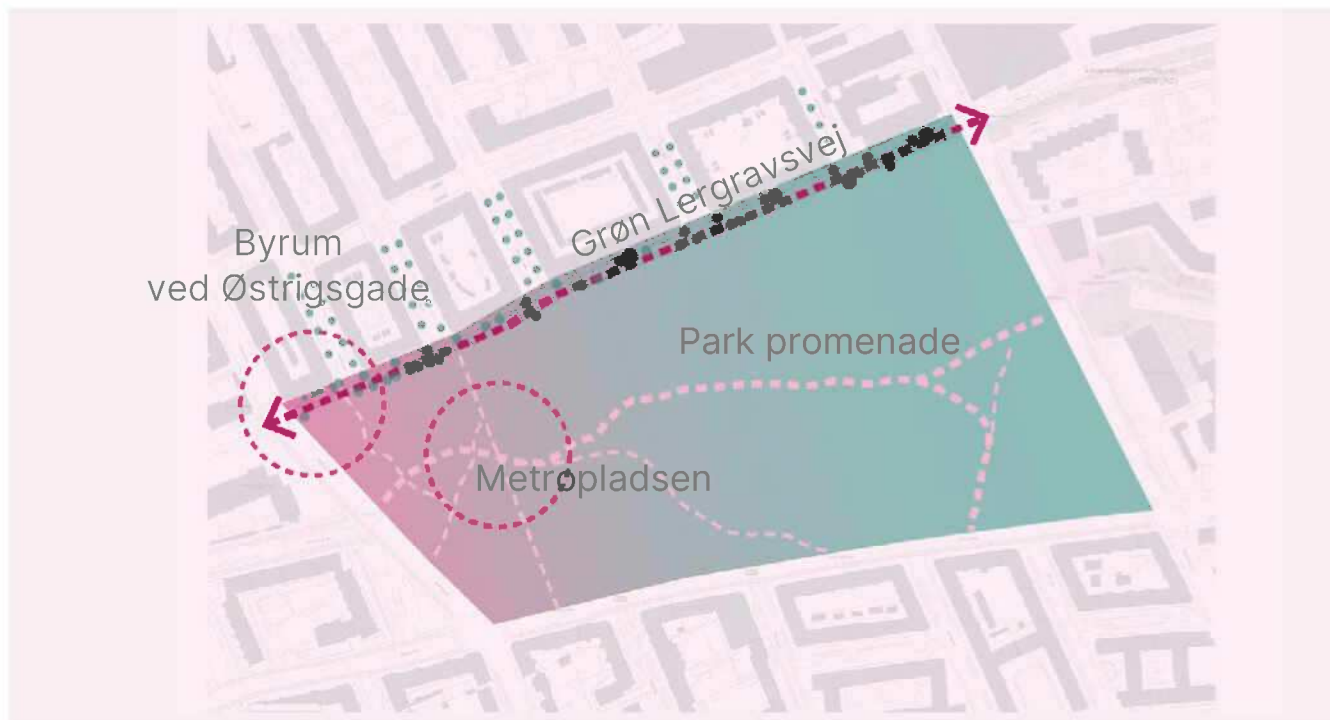 Grøn Lergravsvej
Byrum
ved Østrigsgade
Park promenade
Metropladsen